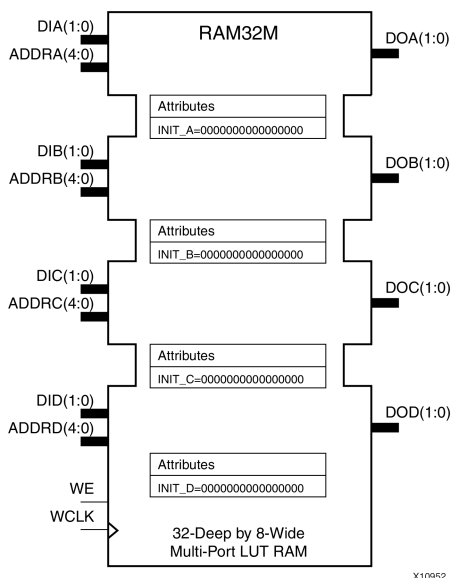 RAM32M
DIA(1:0)
DOA(1:0)
ADDRA(4:0)
Attributes
INIT_A=0000000000000000
DIB(1:0)
DOB(1:0)
ADDRB(4:0)
Attributes
INIT_B=0000000000000000
DIC(1:0)
DOC(1:0)
ADDRC(4:0)
Attributes
INIT_C=0000000000000000
DID(1:0)
DOD(1:0)
ADDRD(4:0)
Attributes
INIT_D=0000000000000000
WE
WCLK
32-Deep by 8-Wide
Multi-Port LUT RAM
X10952